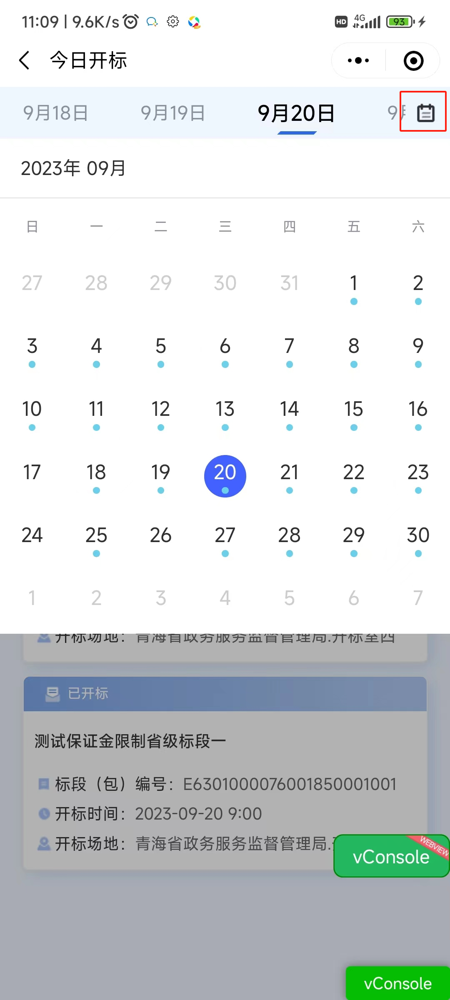 11:09 | 9.6K/s HD 4G 93
今日开标
9月18日 9月19日 9月20日 9月
2023年 09月
日 一 二 三 四 五 六
27 28 29 30 31 1 2
3 4 5 6 7 8 9
10 11 12 13 14 15 16
17 18 19 20 21 22 23
24 25 26 27 28 29 30
1 2 3 4 5 6 7
开标场地：青海省政务服务监督管理局.开标室四
已开标
测试保证金限制省级标段一
标段（包）编号：E6301000076001850001001
开标时间：2023-09-20 9:00
开标场地：青海省政务服务监督管理局.
WEBVIEW
vConsole
vConsole